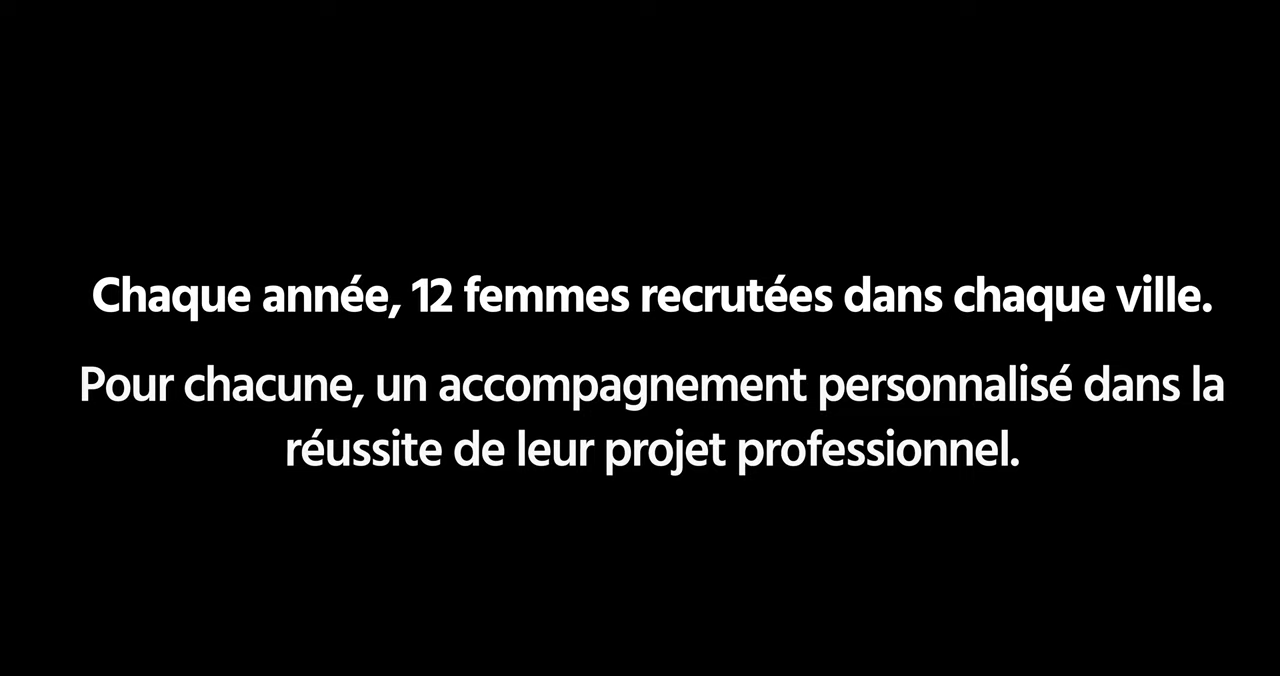 Chaque année, 12 femmes recrutées dans chaque ville.
Pour chacune, un accompagnement personnalisé dans la
réussite de leur projet professionnel.